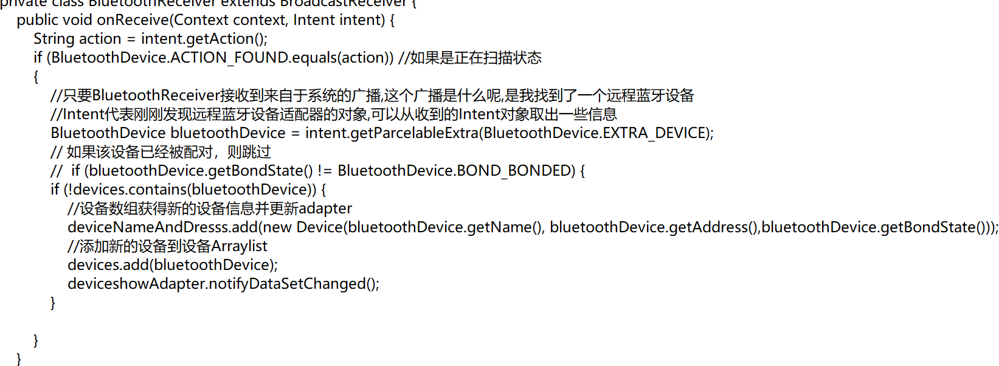 private class BluetoothReceiver extends BroadcastReceiver {
public void onReceive(Context context, Intent intent) {
String action = intent.getAction();
if (BluetoothDevice.ACTION_FOUND.equals(action)) //如果是正在扫描状态
{
//只要BluetoothReceiver接收到来自于系统的广播,这个广播是什么呢,是我找到了一个远程蓝牙设备
//Intent代表刚刚发现远程蓝牙设备适配器的对象,可以从收到的Intent对象取出一些信息
BluetoothDevice bluetoothDevice = intent.getParcelableExtra(BluetoothDevice.EXTRA_DEVICE);
// 如果该设备已经被配对，则跳过
//  if (bluetoothDevice.getBondState() != BluetoothDevice.BOND_BONDED) {
if (!devices.contains(bluetoothDevice)) {
//设备数组获得新的设备信息并更新adapter
deviceNameAndDresss.add(new Device(bluetoothDevice.getName(), bluetoothDevice.getAddress(),bluetoothDevice.getBondState()));
//添加新的设备到设备Arraylist
devices.add(bluetoothDevice);
deviceshowAdapter.notifyDataSetChanged();
}
}
}